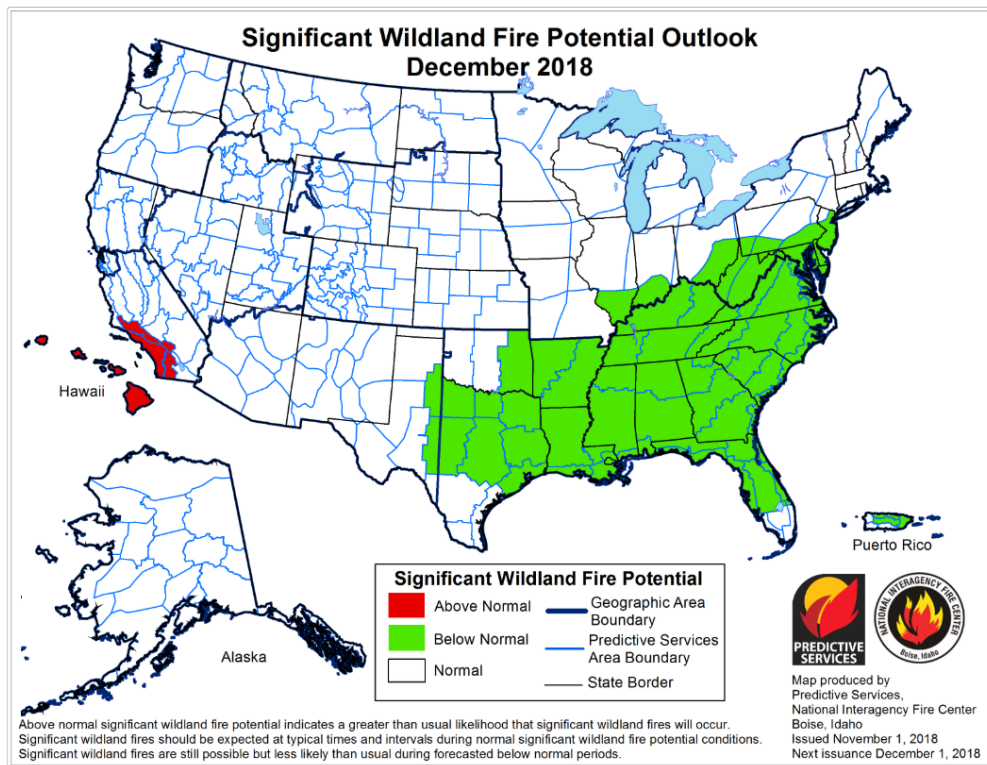 Significant Wildland Fire Potential Outlook
December 2018
Hawaii
Alaska
Puerto Rico
Significant Wildland Fire Potential
Above Normal
Below Normal
Normal
Geographic Area
Boundary
Predictive Services
Area Boundary
State Border
PREDICTIVE
SERVICES
NATIONAL INTERAGENCY FIRE CENTER
Boise, Idaho
Map produced by
Predictive Services,
National Interagency Fire Center
Boise, Idaho
Issued November 1, 2018
Next issuance December 1, 2018
Above normal significant wildland fire potential indicates a greater than usual likelihood that significant wildland fires will occur.
Significant wildland fires should be expected at typical times and intervals during normal significant wildland fire potential conditions.
Significant wildland fires are still possible but less likely than usual during forecasted below normal periods.